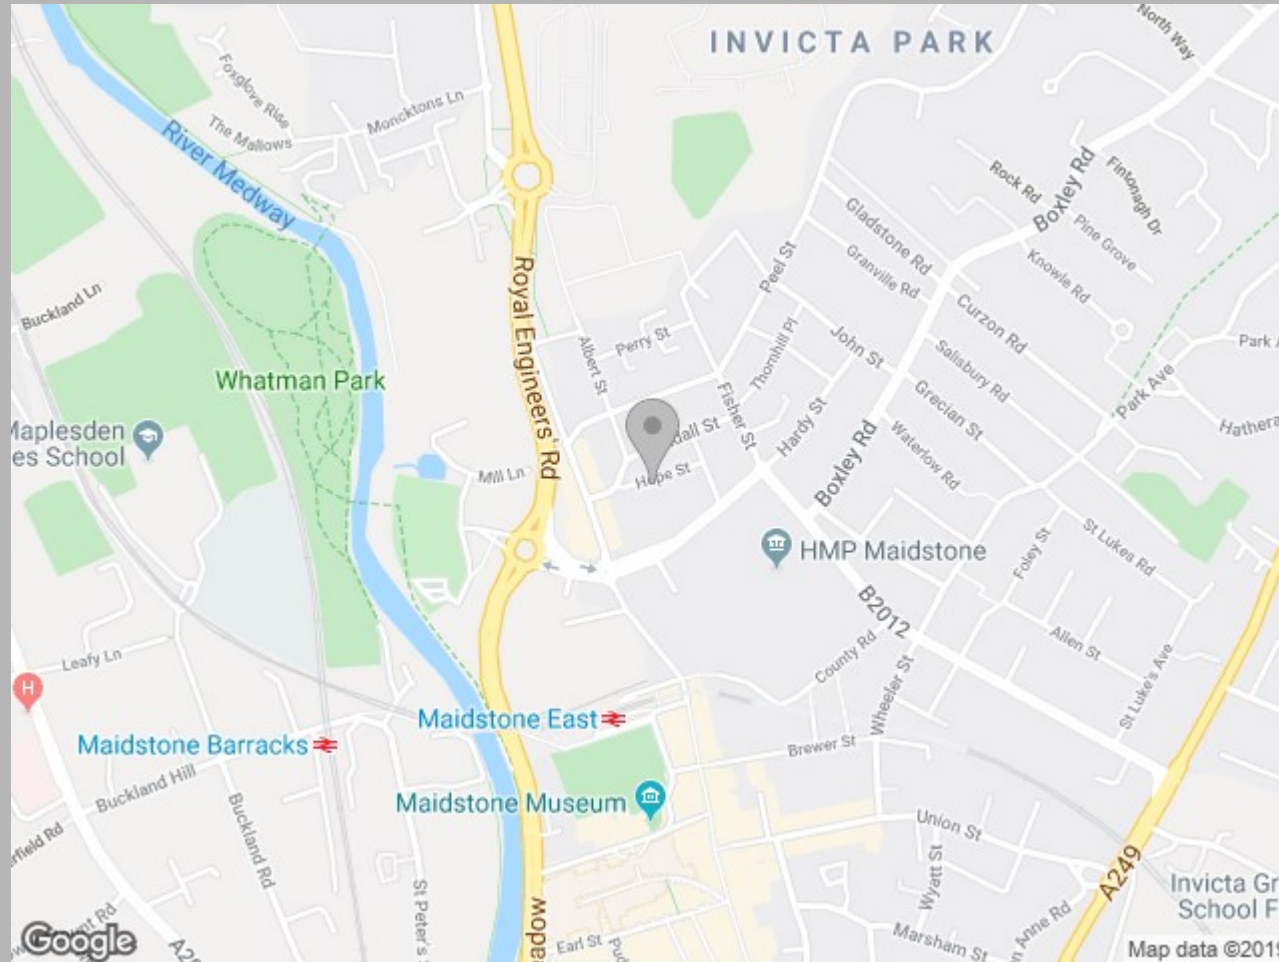 INVICTA PARK
North Way
Foxglove Rise
Moncktons Ln
The Mallows
River Medway
Boxley Rd
Rock Rd
Fintonagh Dr
Pine Grove
Gladstone Rd
Knowle Rd
Granville Rd
Peel St
Buckland Ln
Royal Engineers' Rd
Curzon Rd
Perry St
Albert St
Thornhill Pl
John St
Salisbury Rd
Park Ave
Park
Whatman Park
Fisher St
Hardy St
Grecian St
Maplesden
es School
Waterlow Rd
Boxley Rd
Mill Ln
Hope St
HMP Maidstone
Foley St
St Lukes Rd
B2012
Allen St
Leafy Ln
County Rd
Wheeler St
St Luke's Ave
Maidstone East
H
Maidstone Barracks
Brewer St
Buckland Hill
Maidstone Museum
Buckland Rd
Union St
Wyatt St
A249
Invicta Gr
School F
St Peter's
Earl St
Marsham St
Anne Rd
Google
Map data ©2019